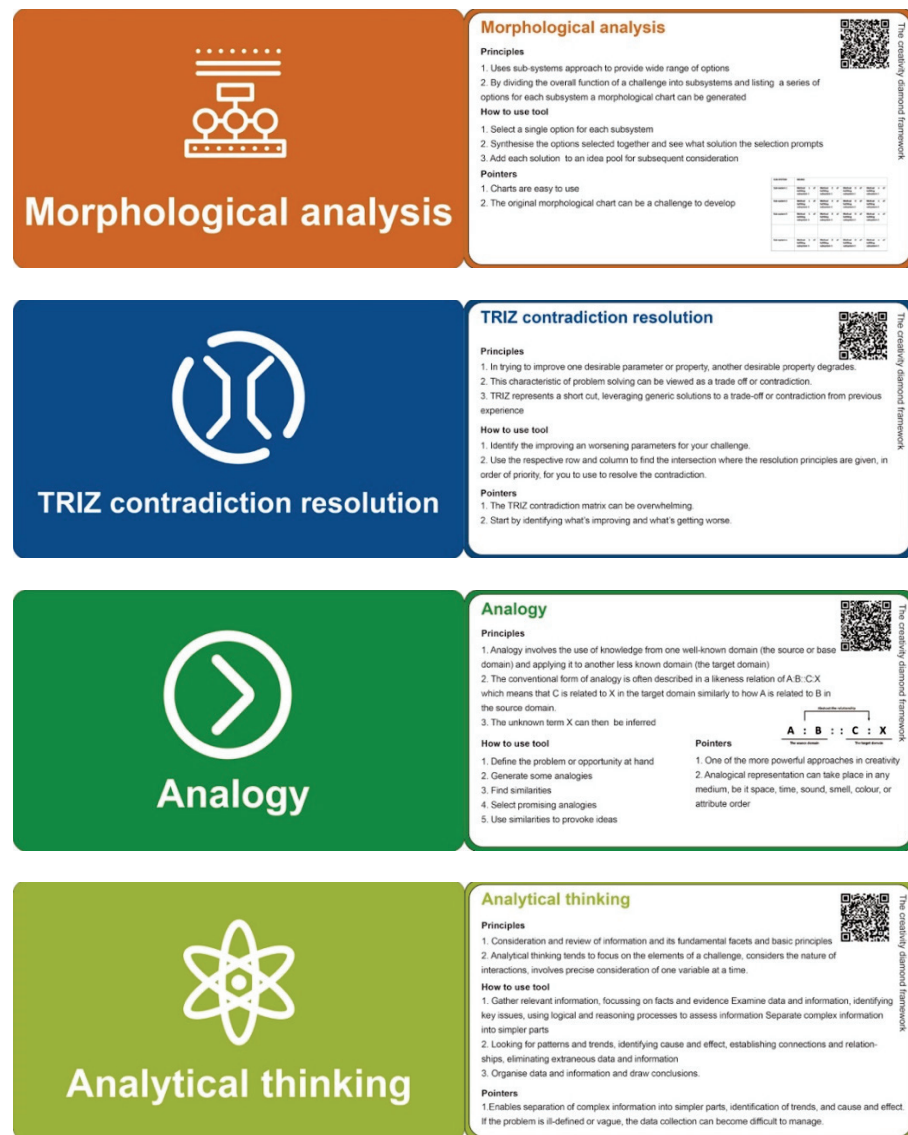 Morphological analysis
Morphological analysis
Principles
1. Uses sub-systems approach to provide wide range of options
2. By dividing the overall function of a challenge into subsystems and listing a series of
options for each subsystem a morphological chart can be generated
How to use tool
1. Select a single option for each subsystem
2. Synthesise the options selected together and see what solution the selection prompts
3. Add each solution to an idea pool for subsequent consideration
Pointers
1. Charts are easy to use
2. The original morphological chart can be a challenge to develop
The creativity diamond framework
TRIZ contradiction resolution
TRIZ contradiction resolution
Principles
1. In trying to improve one desirable parameter or property, another desirable property degrades.
2. This characteristic of problem solving can be viewed as a trade off or contradiction.
3. TRIZ represents a short cut, leveraging generic solutions to a trade-off or contradiction from previous
experience
How to use tool
1. Identify the improving an worsening parameters for your challenge.
2. Use the respective row and column to find the intersection where the resolution principles are given, in
order of priority, for you to use to resolve the contradiction.
Pointers
1. The TRIZ contradiction matrix can be overwhelming.
2. Start by identifying what's improving and what's getting worse.
The creativity diamond framework
Analogy
Analogy
Principles
1. Analogy involves the use of knowledge from one well-known domain (the source or base
domain) and applying it to another less known domain (the target domain)
2. The conventional form of analogy is often described in a likeness relation of A:B::C:X
which means that C is related to X in the target domain similarly to how A is related to B in
the source domain.
3. The unknown term X can then be inferred
A : B : : C : X
The source domain
The target domain
How to use tool
1. Define the problem or opportunity at hand
2. Generate some analogies
3. Find similarities
4. Select promising analogies
5. Use similarities to provoke ideas
Pointers
1. One of the more powerful approaches in creativity
2. Analogical representation can take place in any
medium, be it space, time, sound, smell, colour, or
attribute order
The creativity diamond framework
Analytical thinking
Analytical thinking
Principles
1. Consideration and review of information and its fundamental facets and basic principles
2. Analytical thinking tends to focus on the elements of a challenge, considers the nature of
interactions, involves precise consideration of one variable at a time.
How to use tool
1. Gather relevant information, focussing on facts and evidence Examine data and information, identifying
key issues, using logical and reasoning processes to assess information Separate complex information
into simpler parts
2. Looking for patterns and trends, identifying cause and effect, establishing connections and relation-
ships, eliminating extraneous data and information
3. Organise data and information and draw conclusions.
Pointers
1.Enables separation of complex information into simpler parts, identification of trends, and cause and effect.
If the problem is ill-defined or vague, the data collection can become difficult to manage.
The creativity diamond framework